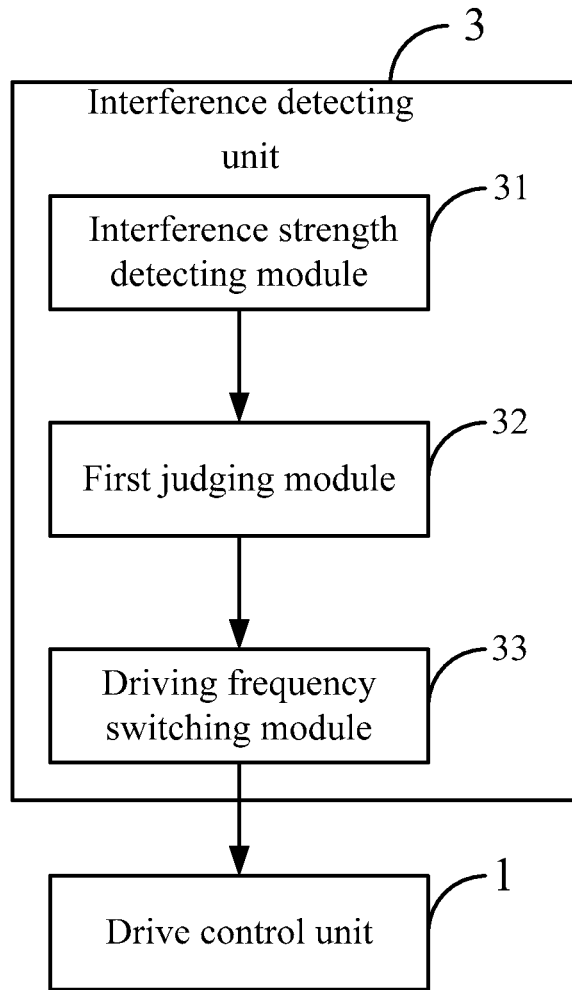 3
Interference detecting
unit
31
Interference strength
detecting module
32
First judging module
33
Driving frequency
switching module
1
Drive control unit